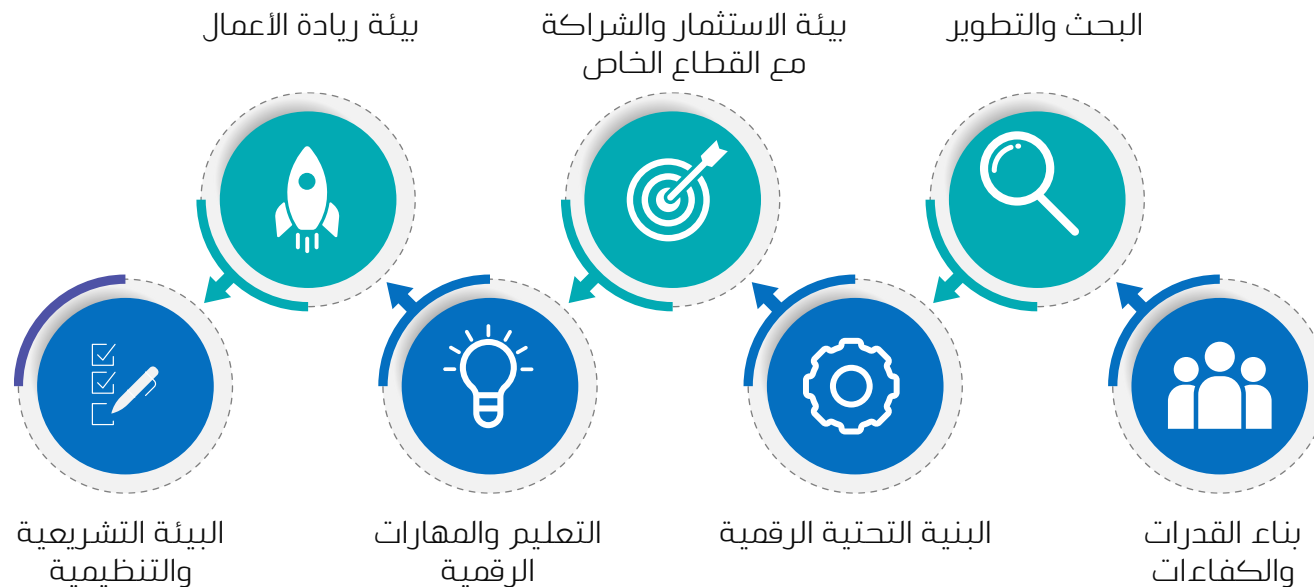 البحث والتطوير
بيئة الاستثمار والشراكة
مع القطاع الخاص
بيئة ريادة الأعمال
بناء القدرات
والكفاءات
البنية التحتية الرقمية
التعليم والمهارات
الرقمية
البيئة التشريعية
والتنظيمية